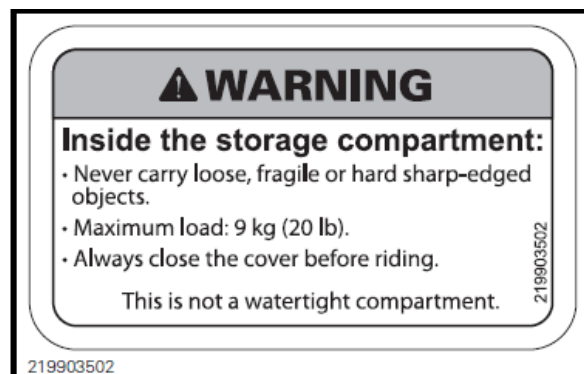 WARNING
Inside the storage compartment:
· Never carry loose, fragile or hard sharp-edged
objects.
· Maximum load: 9 kg (20 lb).
· Always close the cover before riding.
This is not a watertight compartment.
219903502
219903502